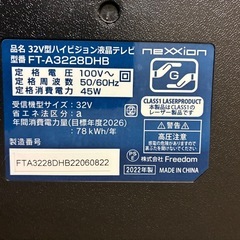 品名 32V型ハイビジョン液晶テレビ
型番 FT-A3228DHB
neXXion
定格電圧 100V～
定格周波数 50/60Hz
定格消費電力 45W
受信機型サイズ：32V
省エネ法区分：a
年間消費電力量(目標年度2026)
：78kWh/年
製造番号
FTA3228DHB22060822
G
CLASS1 LASERPRODUCT
本製品はCLASS1の
レーザー製品です
警告
高圧注意
株式会社 Freedom
2022年製
MADE IN CHINA